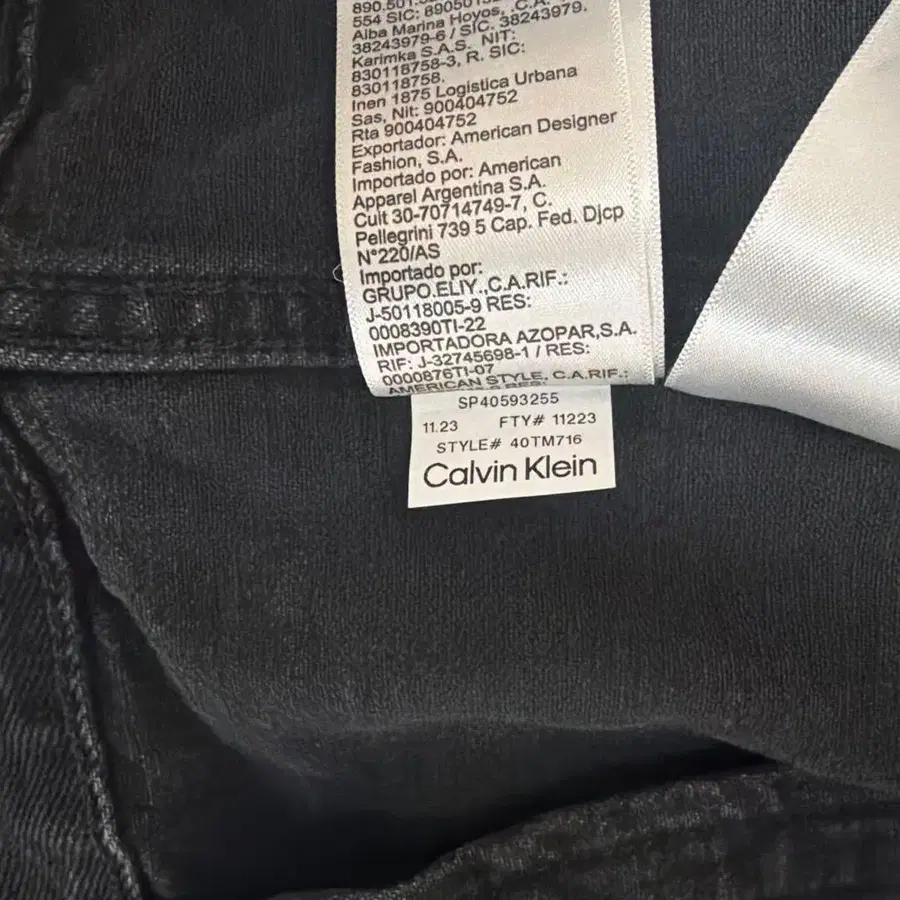 554 SIC:
Alba Marina Hoyos, C.A.
38243979-6 / SIC. 38243979.
Karimka S.A.S. NIT:
830118758-3, R. SIC:
830118758.
Inen 1875 Logistica Urbana
Sas, Nit: 900404752
Rta 900404752
Exportador: American Designer
Fashion, S.A.
Importado por: American
Apparel Argentina S.A.
Cuit 30-70714749-7, C.
Pellegrini 739 5 Cap. Fed. Djcp
N°220/AS
Importado por:
GRUPO.ELIY.,C.A.RIF.:
J-50118005-9 RES:
0008390TI-22
IMPORTADORA AZOPAR,S.A.
RIF: J-32745698-1 / RES:
0000876TI-07
AMERICAN STYLE, C.A.RIF.:
SP40593255
11.23 FTY# 11223
STYLE# 40TM716
Calvin Klein